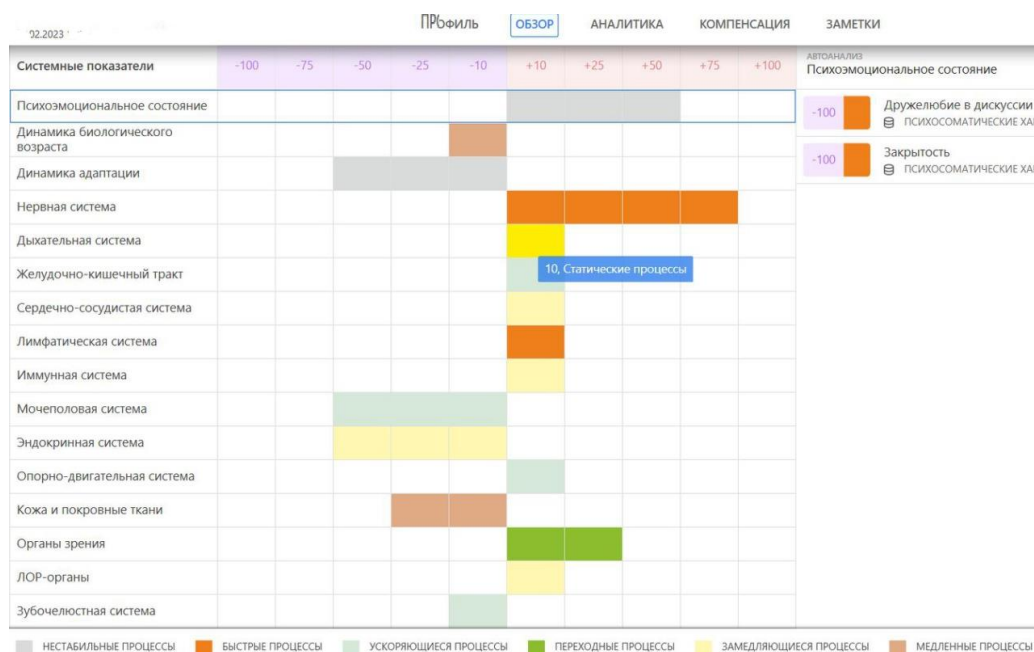 02.2023
ПРОФИЛЬ ОБЗОР АНАЛИТИКА КОМПЕНСАЦИЯ ЗАМЕТКИ
Системные показатели -100 -75 -50 -25 -10 +10 +25 +50 +75 +100
АВТОАНАЛИЗ
Психоэмоциональное состояние
Психоэмоциональное состояние
-100 Дружелюбие в дискуссии
ПСИХОСОМАТИЧЕСКИЕ ХА
Динамика биологического
возраста
-100 Закрытость
ПСИХОСОМАТИЧЕСКИЕ ХА
Динамика адаптации
Нервная система
Дыхательная система
Желудочно-кишечный тракт
10, Статические процессы
Сердечно-сосудистая система
Лимфатическая система
Иммунная система
Мочеполовая система
Эндокринная система
Опорно-двигательная система
Кожа и покровные ткани
Органы зрения
ЛОР-органы
Зубочелюстная система
НЕСТАБИЛЬНЫЕ ПРОЦЕССЫ БЫСТРЫЕ ПРОЦЕССЫ УСКОРЯЮЩИЕСЯ ПРОЦЕССЫ ПЕРЕХОДНЫЕ ПРОЦЕССЫ ЗАМЕДЛЯЮЩИЕСЯ ПРОЦЕССЫ МЕДЛЕННЫЕ ПРОЦЕССЫ